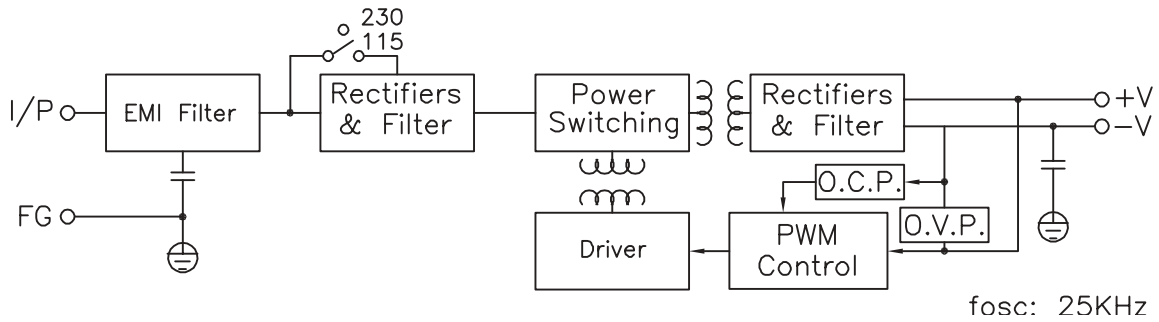 230
115
I/P
EMI Filter
Rectifiers
& Filter
Power
Switching
Rectifiers
& Filter
+V
-V
O.C.P.
FG
Driver
PWM
Control
O.V.P.
fosc: 25KHz